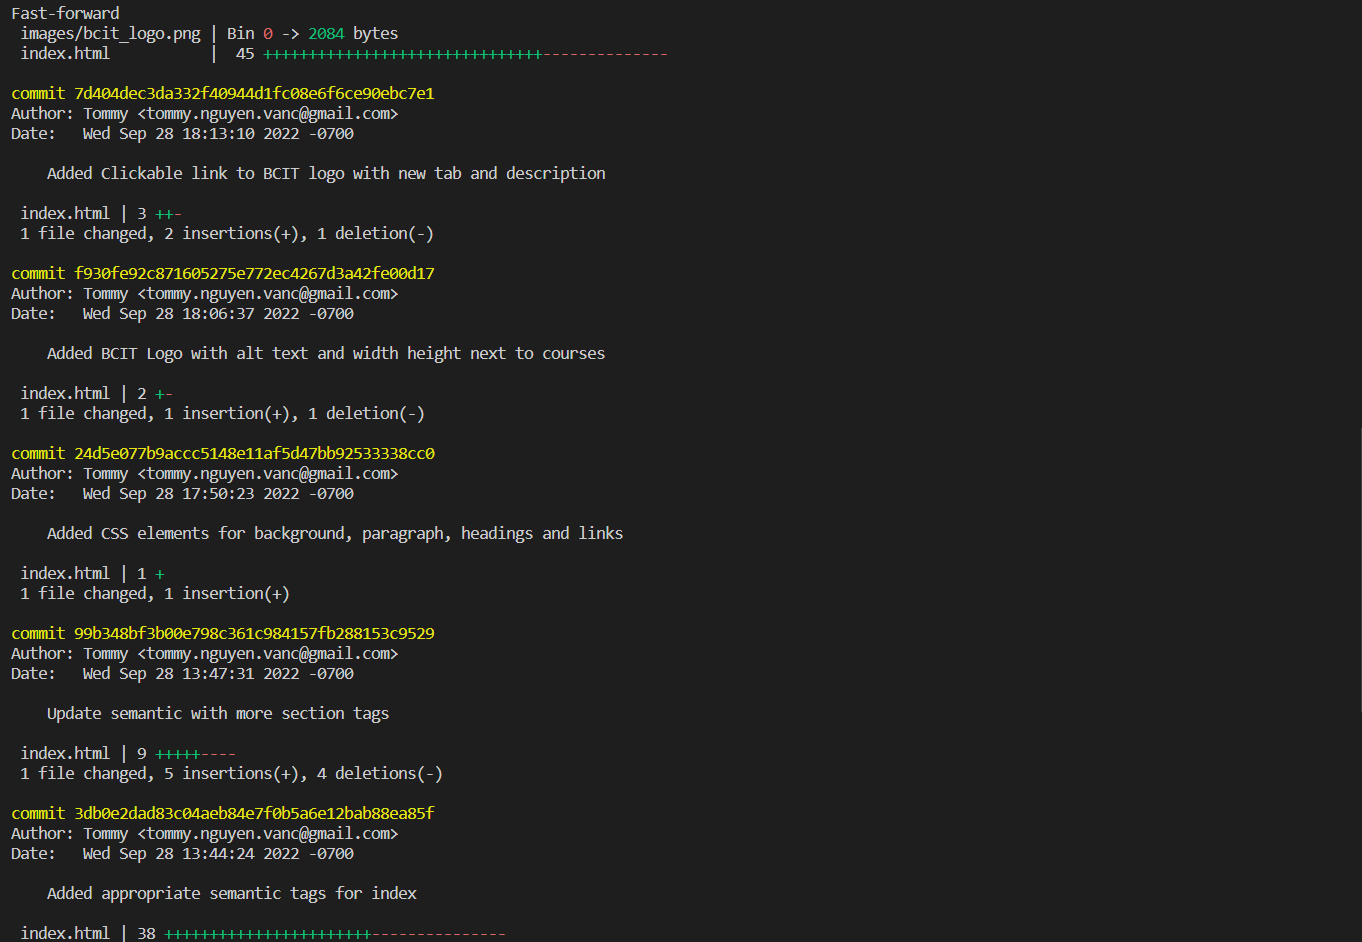 Fast-forward
 images/bcit_logo.png | Bin 0 -> 2084 bytes
 index.html           |  45 +++++++++++++++++++++++++++++++--------------

commit 7d404dec3da332f40944d1fc08e6f6ce90ebc7e1
Author: Tommy <tommy.nguyen.vanc@gmail.com>
Date:   Wed Sep 28 18:13:10 2022 -0700

    Added Clickable link to BCIT logo with new tab and description

 index.html | 3 ++-
 1 file changed, 2 insertions(+), 1 deletion(-)

commit f930fe92c871605275e772ec4267d3a42fe00d17
Author: Tommy <tommy.nguyen.vanc@gmail.com>
Date:   Wed Sep 28 18:06:37 2022 -0700

    Added BCIT Logo with alt text and width height next to courses

 index.html | 2 +-
 1 file changed, 1 insertion(+), 1 deletion(-)

commit 24d5e077b9accc5148e11af5d47bb92533338cc0
Author: Tommy <tommy.nguyen.vanc@gmail.com>
Date:   Wed Sep 28 17:50:23 2022 -0700

    Added CSS elements for background, paragraph, headings and links

 index.html | 1 +
 1 file changed, 1 insertion(+)

commit 99b348bf3b00e798c361c984157fb288153c9529
Author: Tommy <tommy.nguyen.vanc@gmail.com>
Date:   Wed Sep 28 13:47:31 2022 -0700

    Update semantic with more section tags

 index.html | 9 +++++----
 1 file changed, 5 insertions(+), 4 deletions(-)

commit 3db0e2dad83c04aeb84e7f0b5a6e12bab88ea85f
Author: Tommy <tommy.nguyen.vanc@gmail.com>
Date:   Wed Sep 28 13:44:24 2022 -0700

    Added appropriate semantic tags for index

 index.html | 38 +++++++++++++++++++++++---------------